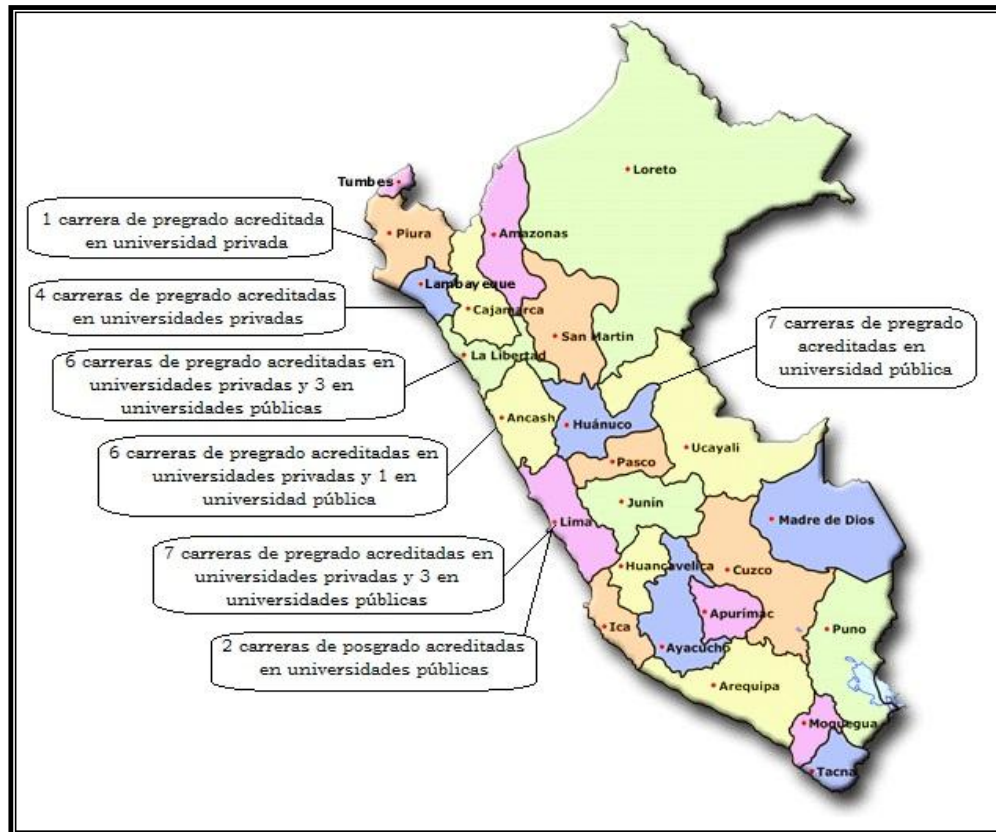 Loreto
Tumbes
1 carrera de pregrado acreditada
en universidad privada
Piura
Amazonas
Lambayeque
4 carreras de pregrado acreditadas
en universidades privadas
Cajamarca
San Martin
7 carreras de pregrado
acreditadas en
universidad pública
La Libertad
6 carreras de pregrado acreditadas en
universidades privadas y 3 en
universidades públicas
Ancash
Huánuco
Ucayali
6 carreras de pregrado acreditadas en
universidades privadas y 1 en
universidad pública
Pasco
Junín
Lima
Madre de Dios
7 carreras de pregrado acreditadas en
universidades privadas y 3 en
universidades públicas
Huancavelica
Cuzco
Apurímac
Ica
Puno
Ayacucho
2 carreras de posgrado acreditadas
en universidades públicas
Arequipa
Moquegua
Tacna